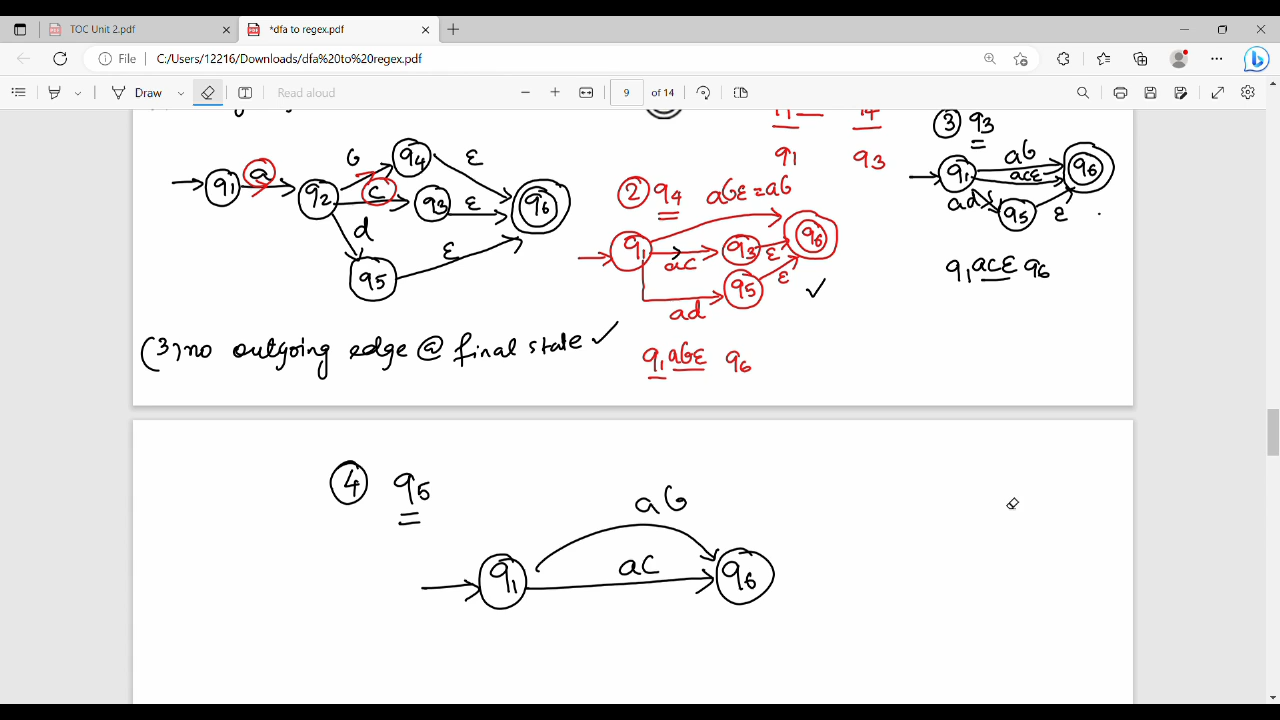 TOC Unit 2.pdf
*dfa to regex.pdf
File C:/Users/12216/Downloads/dfa%20to%20regex.pdf
Draw
Read aloud
9 of 14
q1 q3
③ q3
q1 ab q6
acε
ad q5 ε
q1 acε q6
q1 a q2 b q4 ε q6
c q3 ε
d q5 ε
② q4 abε = ab
q1 ac q3 ε q6
ad q5 ε
✓
(3) no outgoing edge @ final state ✓
q1 abε q6
④ q5
ab
q1 ac q6